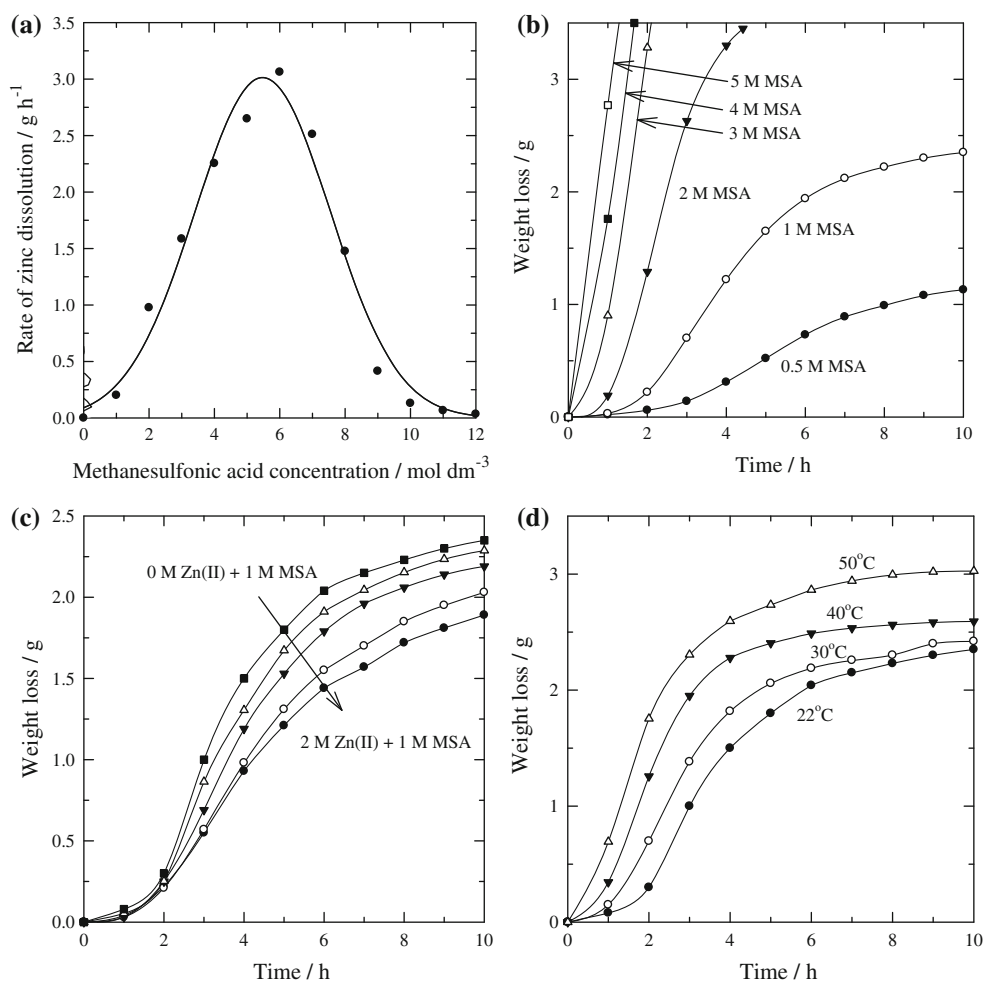 (a)
3.5
3.0
2.5
2.0
1.5
1.0
0.5
0.0
Rate of zinc dissolution / g h⁻¹
0 2 4 6 8 10 12
Methanesulfonic acid concentration / mol dm⁻³
(b)
3
2
1
0
Weight loss / g
5 M MSA
4 M MSA
3 M MSA
2 M MSA
1 M MSA
0.5 M MSA
0 2 4 6 8 10
Time / h
(c)
2.5
2.0
1.5
1.0
0.5
0.0
Weight loss / g
0 M Zn(II) + 1 M MSA
2 M Zn(II) + 1 M MSA
0 2 4 6 8 10
Time / h
(d)
3
2
1
0
Weight loss / g
50°C
40°C
30°C
22°C
0 2 4 6 8 10
Time / h